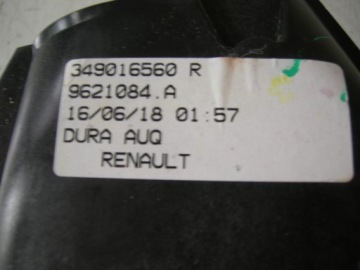 349016560 R
9621084.A
16/06/18 01:57
DURA AUQ
RENAULT